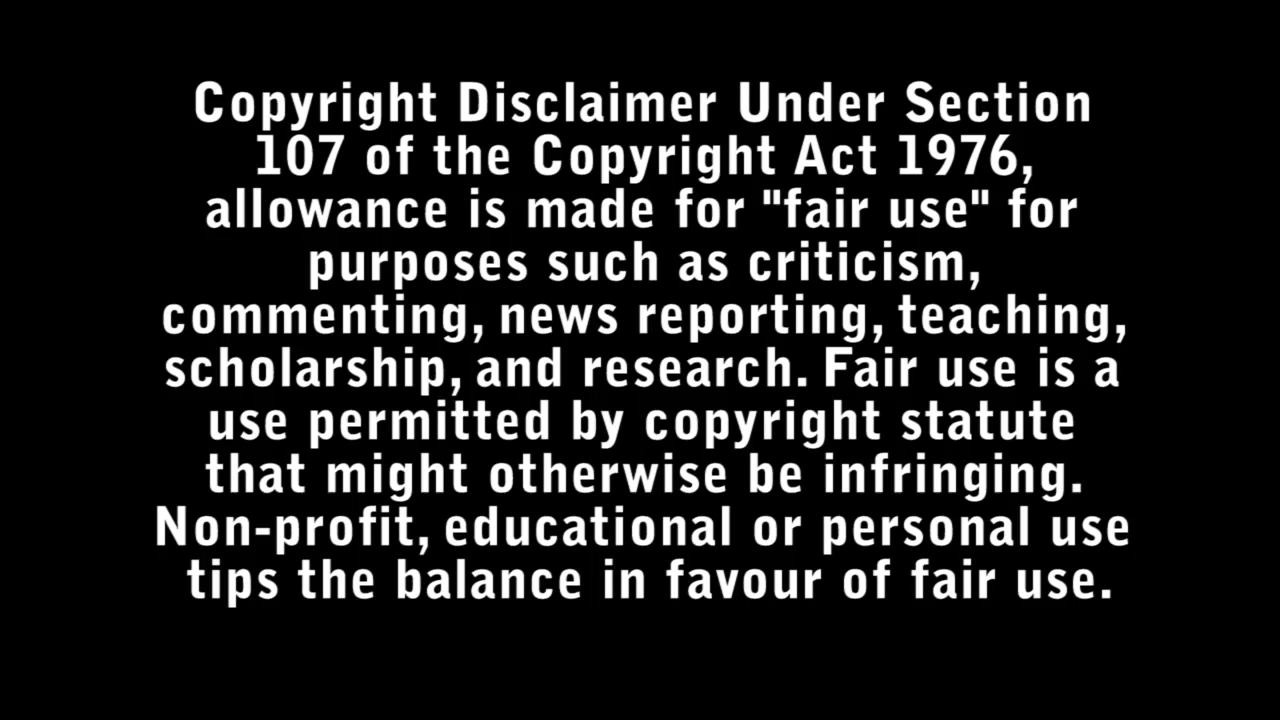 Copyright Disclaimer Under Section
107 of the Copyright Act 1976,
allowance is made for "fair use" for
purposes such as criticism,
commenting, news reporting, teaching,
scholarship, and research. Fair use is a
use permitted by copyright statute
that might otherwise be infringing.
Non-profit, educational or personal use
tips the balance in favour of fair use.